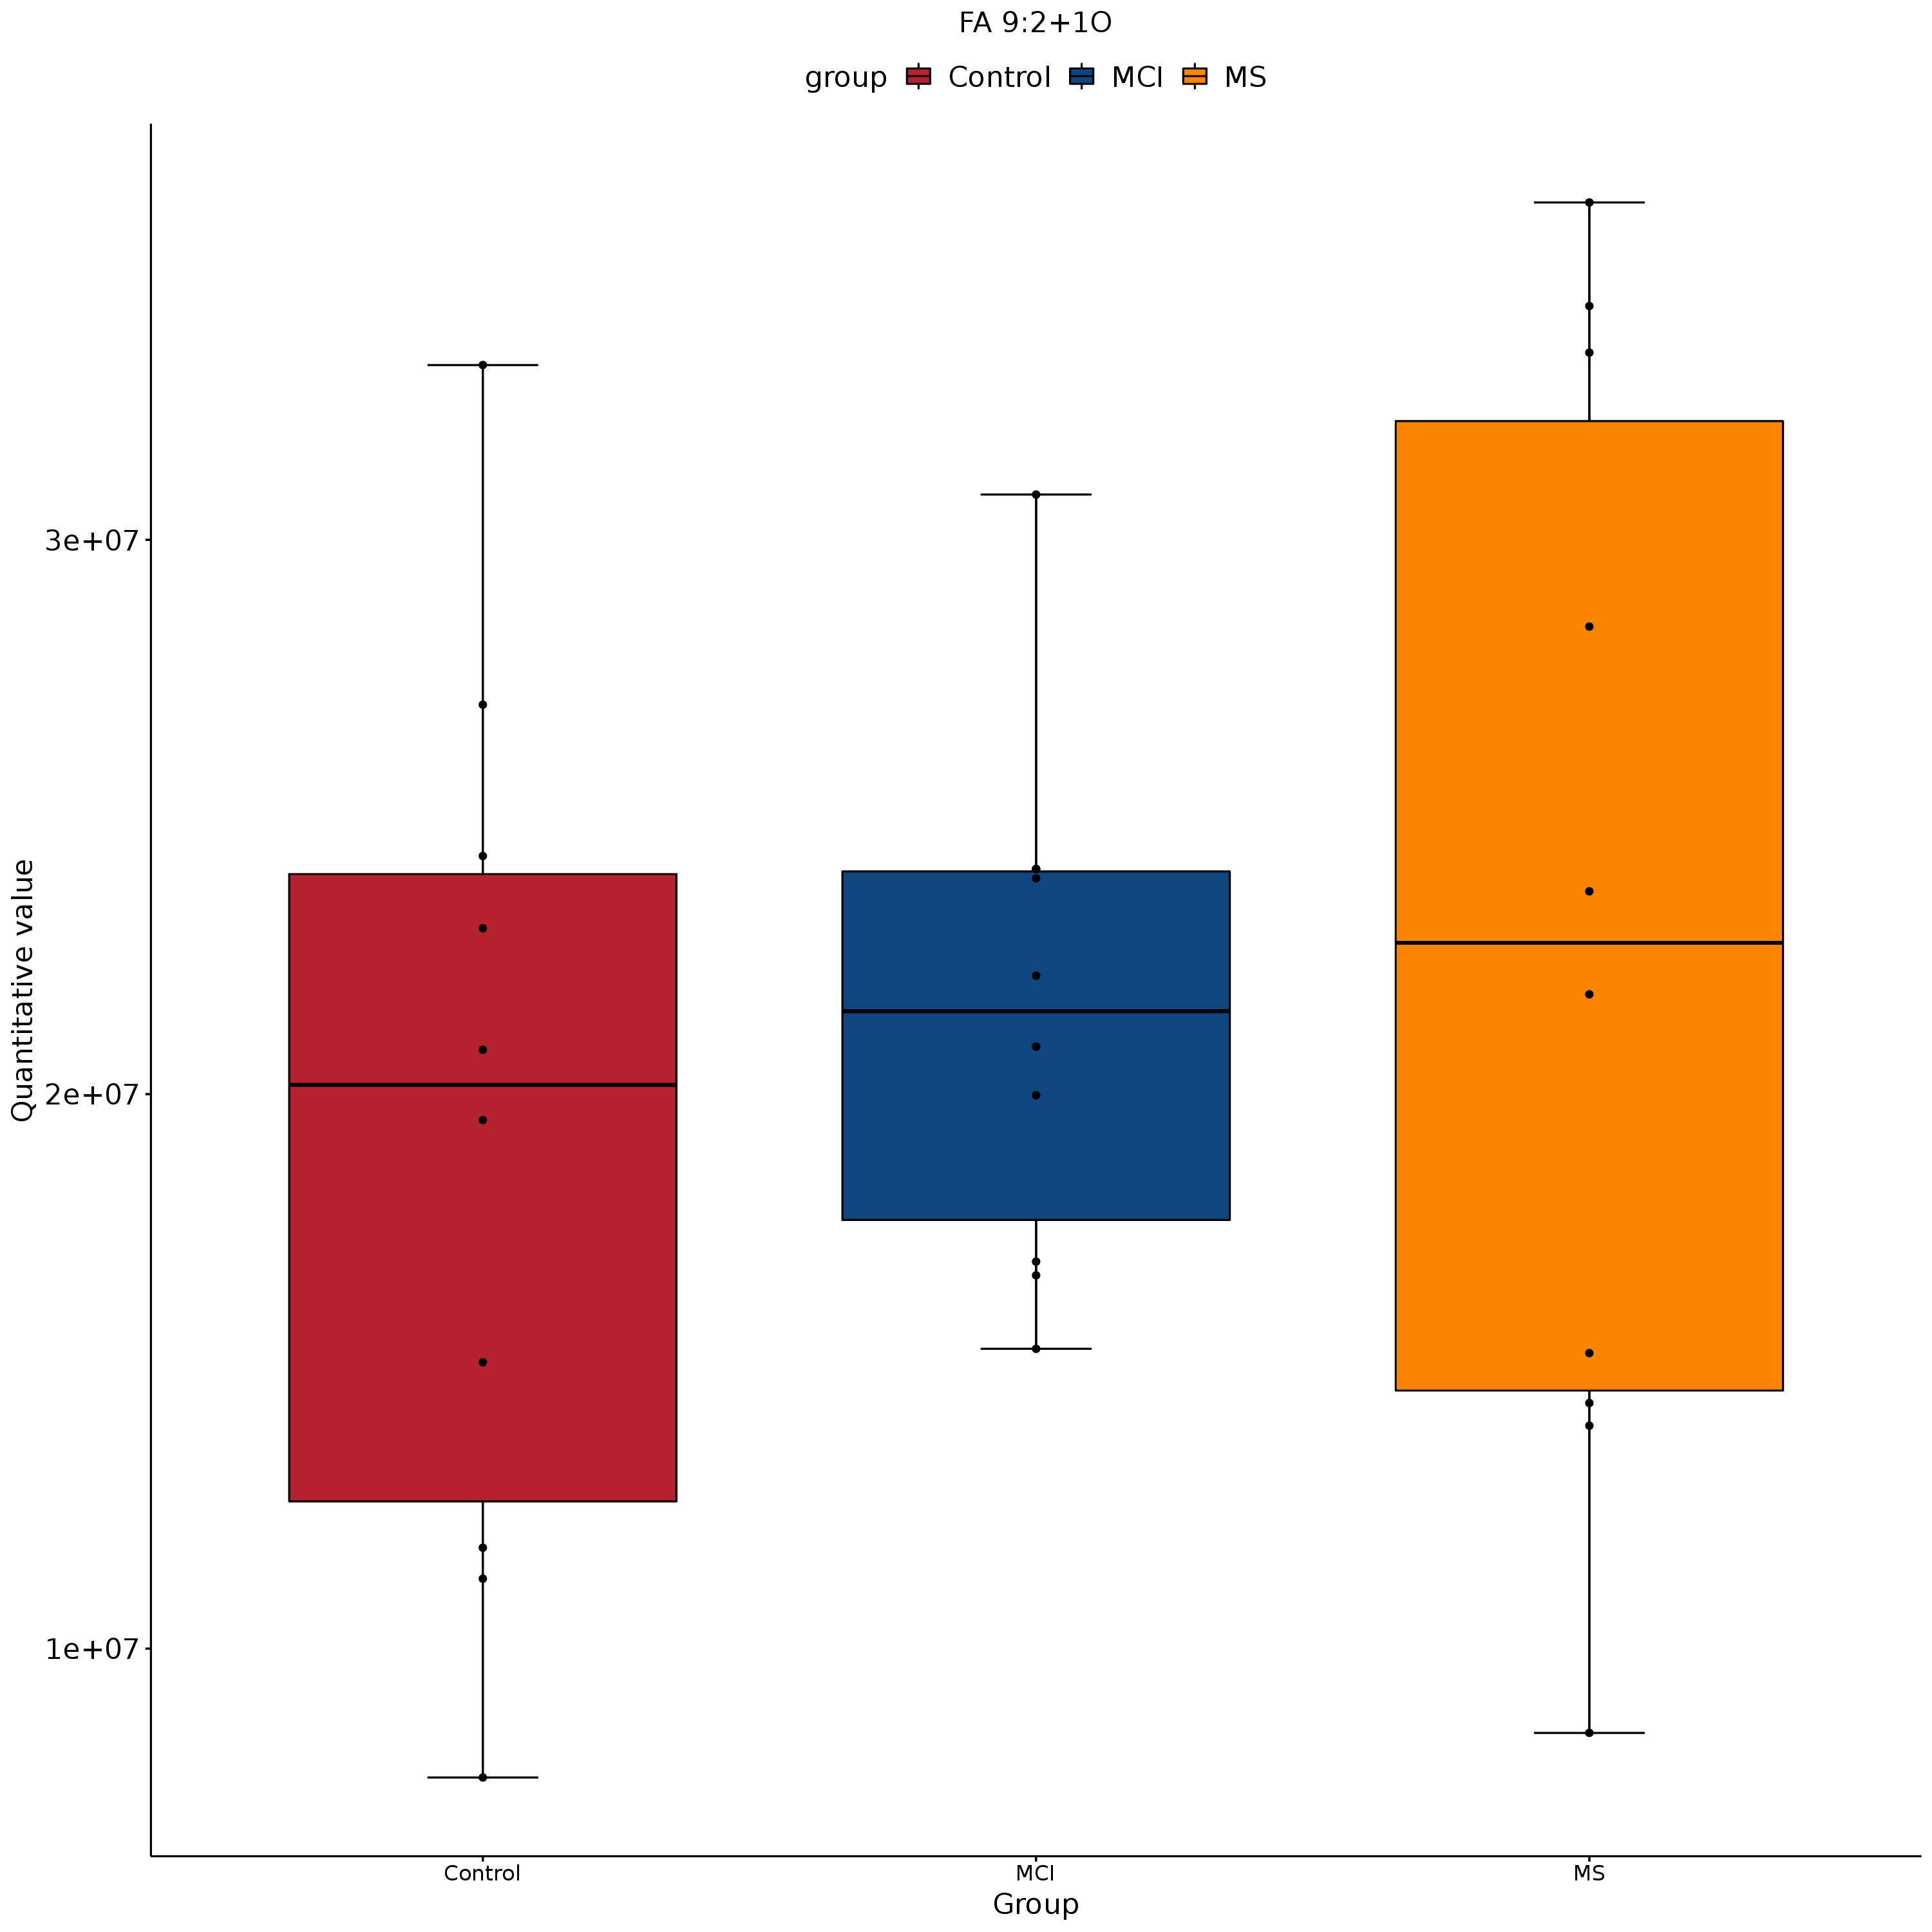 FA 9:2+1O
group Control MCI MS
Quantitative value
3e+07
2e+07
1e+07
Control MCI MS
Group